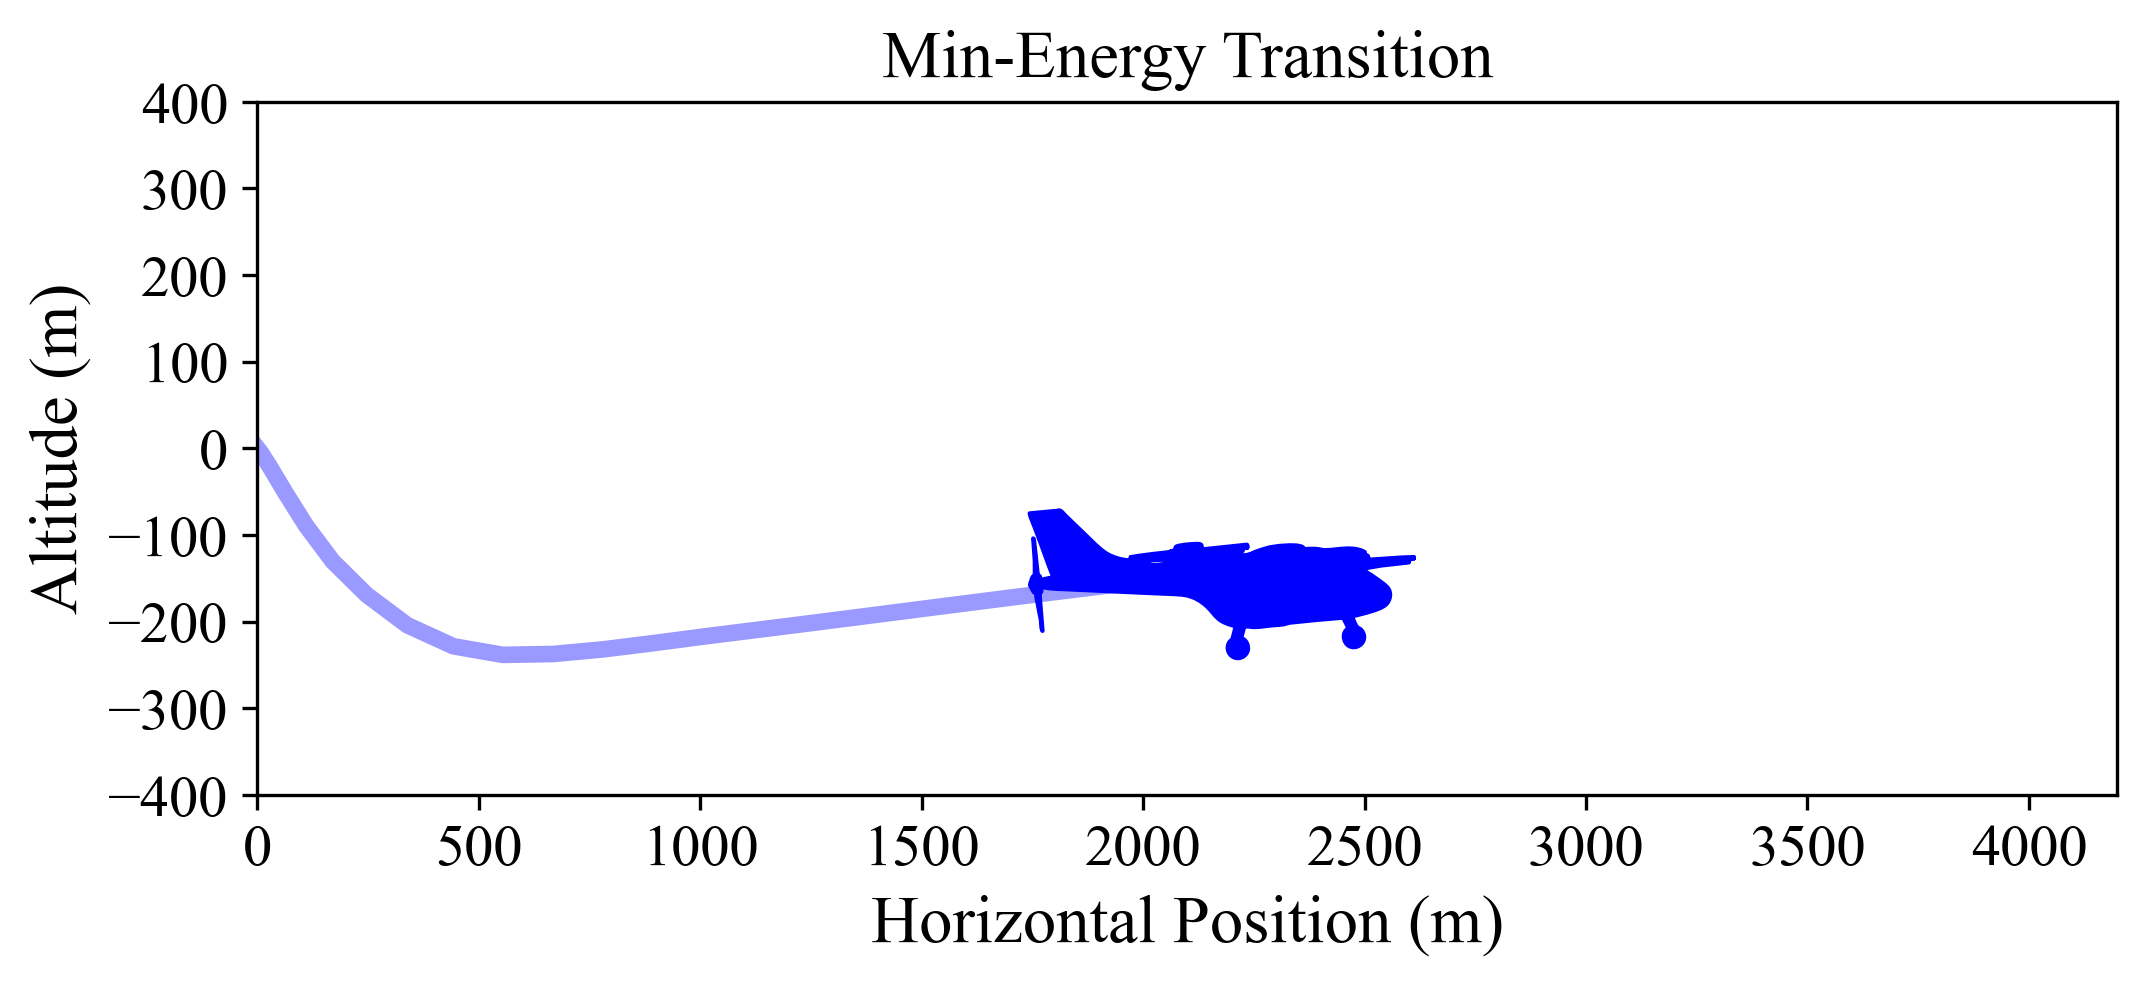 Min-Energy Transition
400
300
200
100
0
−100
−200
−300
−400
Altitude (m)
0 500 1000 1500 2000 2500 3000 3500 4000
Horizontal Position (m)